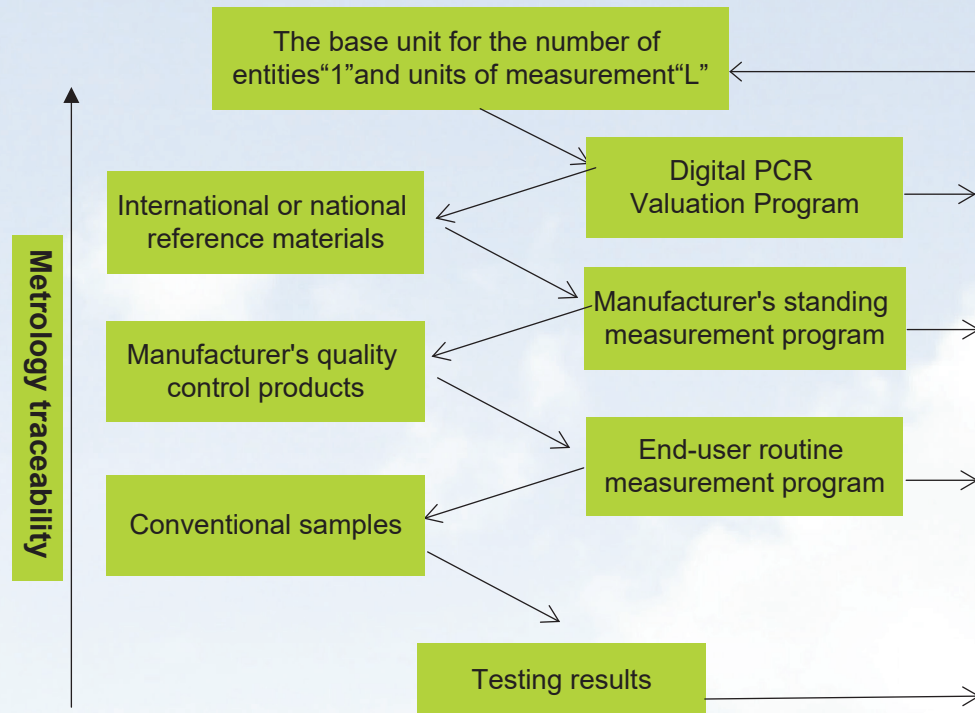 The base unit for the number of
entities“1”and units of measurement“L”
Digital PCR
Valuation Program
International or national
reference materials
Manufacturer's standing
measurement program
Manufacturer's quality
control products
End-user routine
measurement program
Conventional samples
Testing results
Metrology traceability